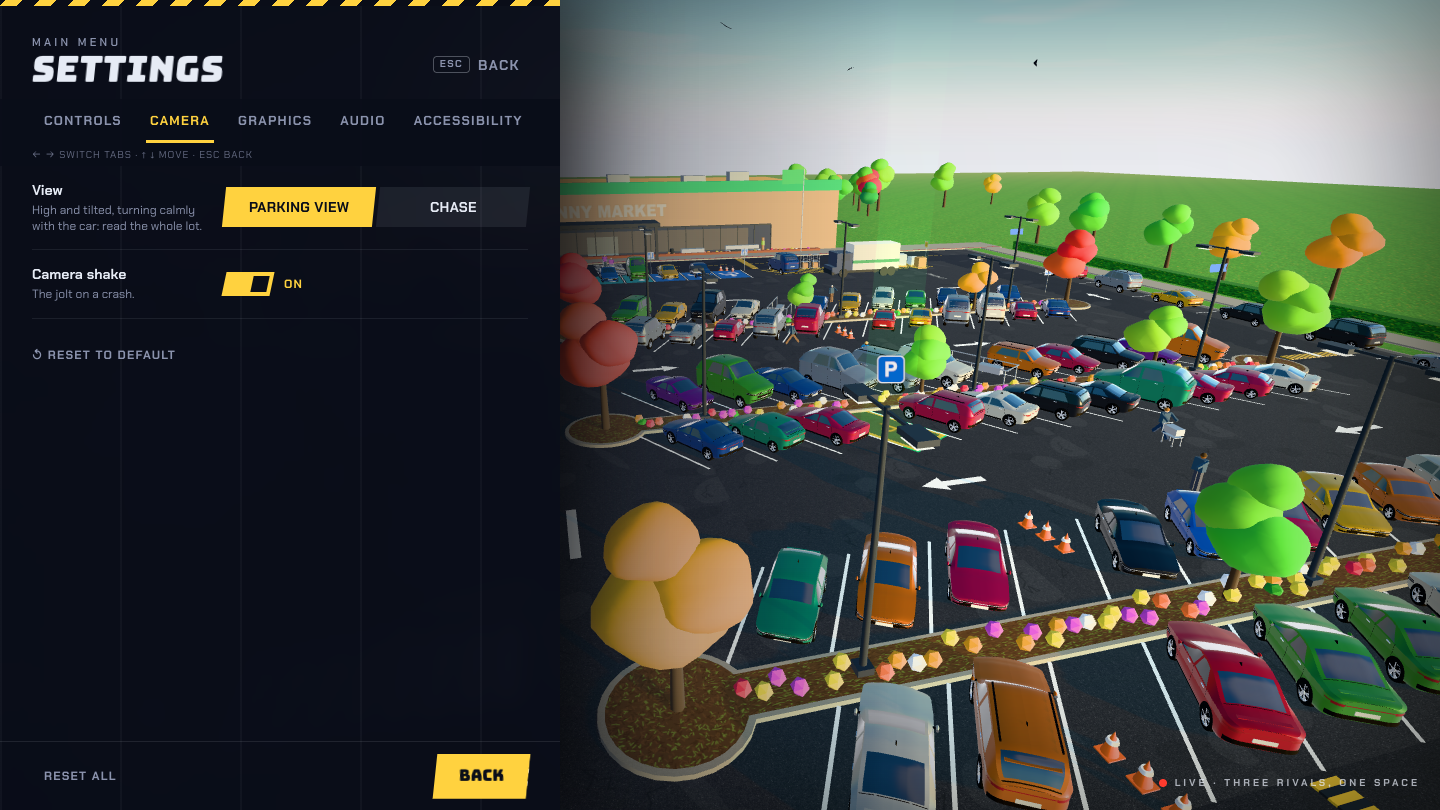 MAIN MENU
SETTINGS
ESC BACK
CONTROLS CAMERA GRAPHICS AUDIO ACCESSIBILITY
← → SWITCH TABS · ↑ ↓ MOVE · ESC BACK
View
High and tilted, turning calmly
with the car: read the whole lot.
PARKING VIEW CHASE
Camera shake
The jolt on a crash.
ON
↺ RESET TO DEFAULT
RESET ALL
BACK
NNY MARKET
P
LIVE · THREE RIVALS, ONE SPACE